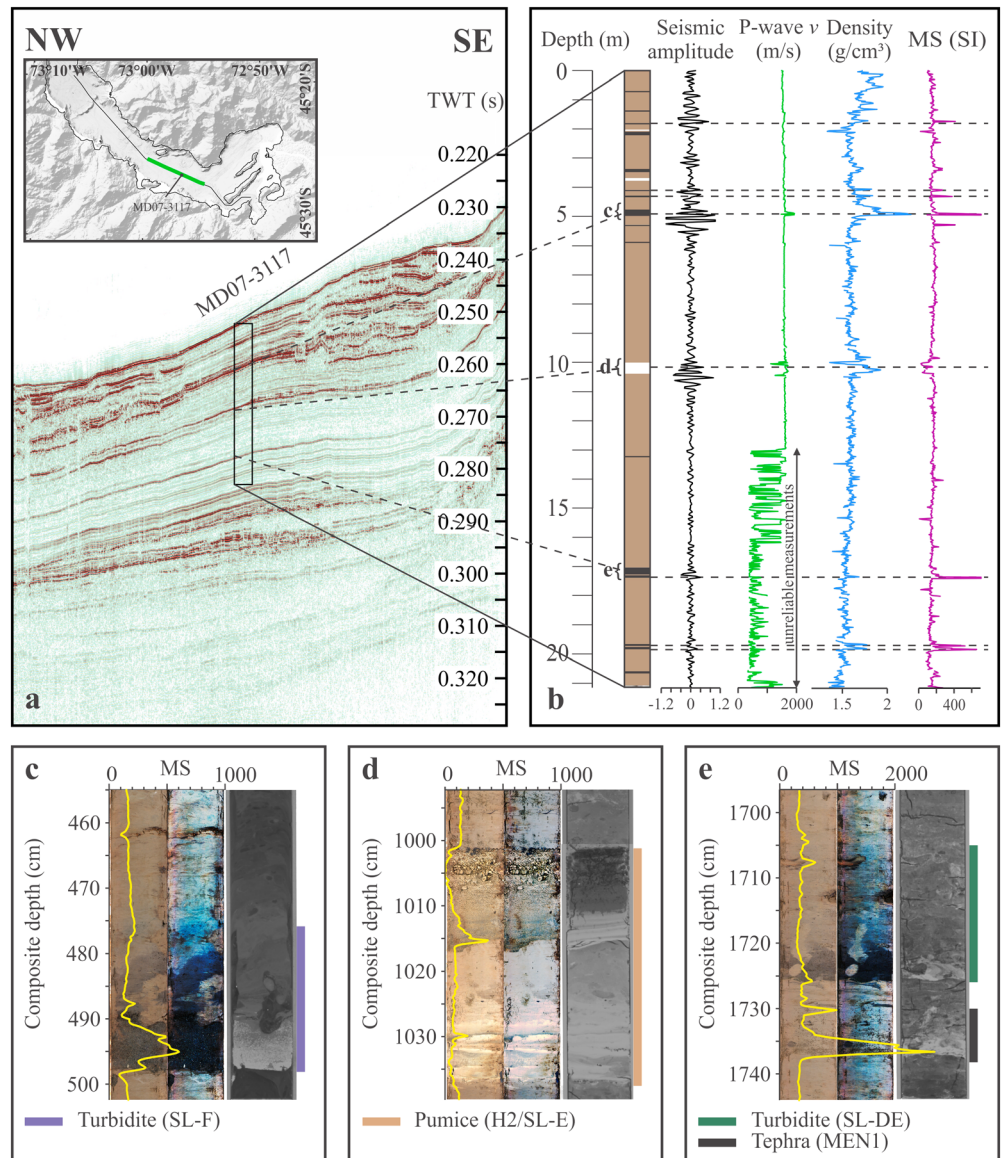 NW
SE
73°10'W
73°00'
72°50'W
45°20'S
45°30'S
MD07-3117
TWT (s)
0.220
0.230
0.240
0.250
0.260
0.270
0.280
0.290
0.300
0.310
0.320
MD07-3117
a
Depth (m)
Seismic
amplitude
P-wave v
(m/s)
Density
(g/cm³)
MS (SI)
0
5
10
15
20
c{
d{
e{
unreliable measurements
-1.2 0 1.2
0 2000
1.5 2
0 400
b
c
MS
0 1000
Composite depth (cm)
460
470
480
490
500
Turbidite (SL-F)
d
MS
0 1000
Composite depth (cm)
1000
1010
1020
1030
Pumice (H2/SL-E)
e
MS
0 2000
Composite depth (cm)
1700
1710
1720
1730
1740
Turbidite (SL-DE)
Tephra (MEN1)